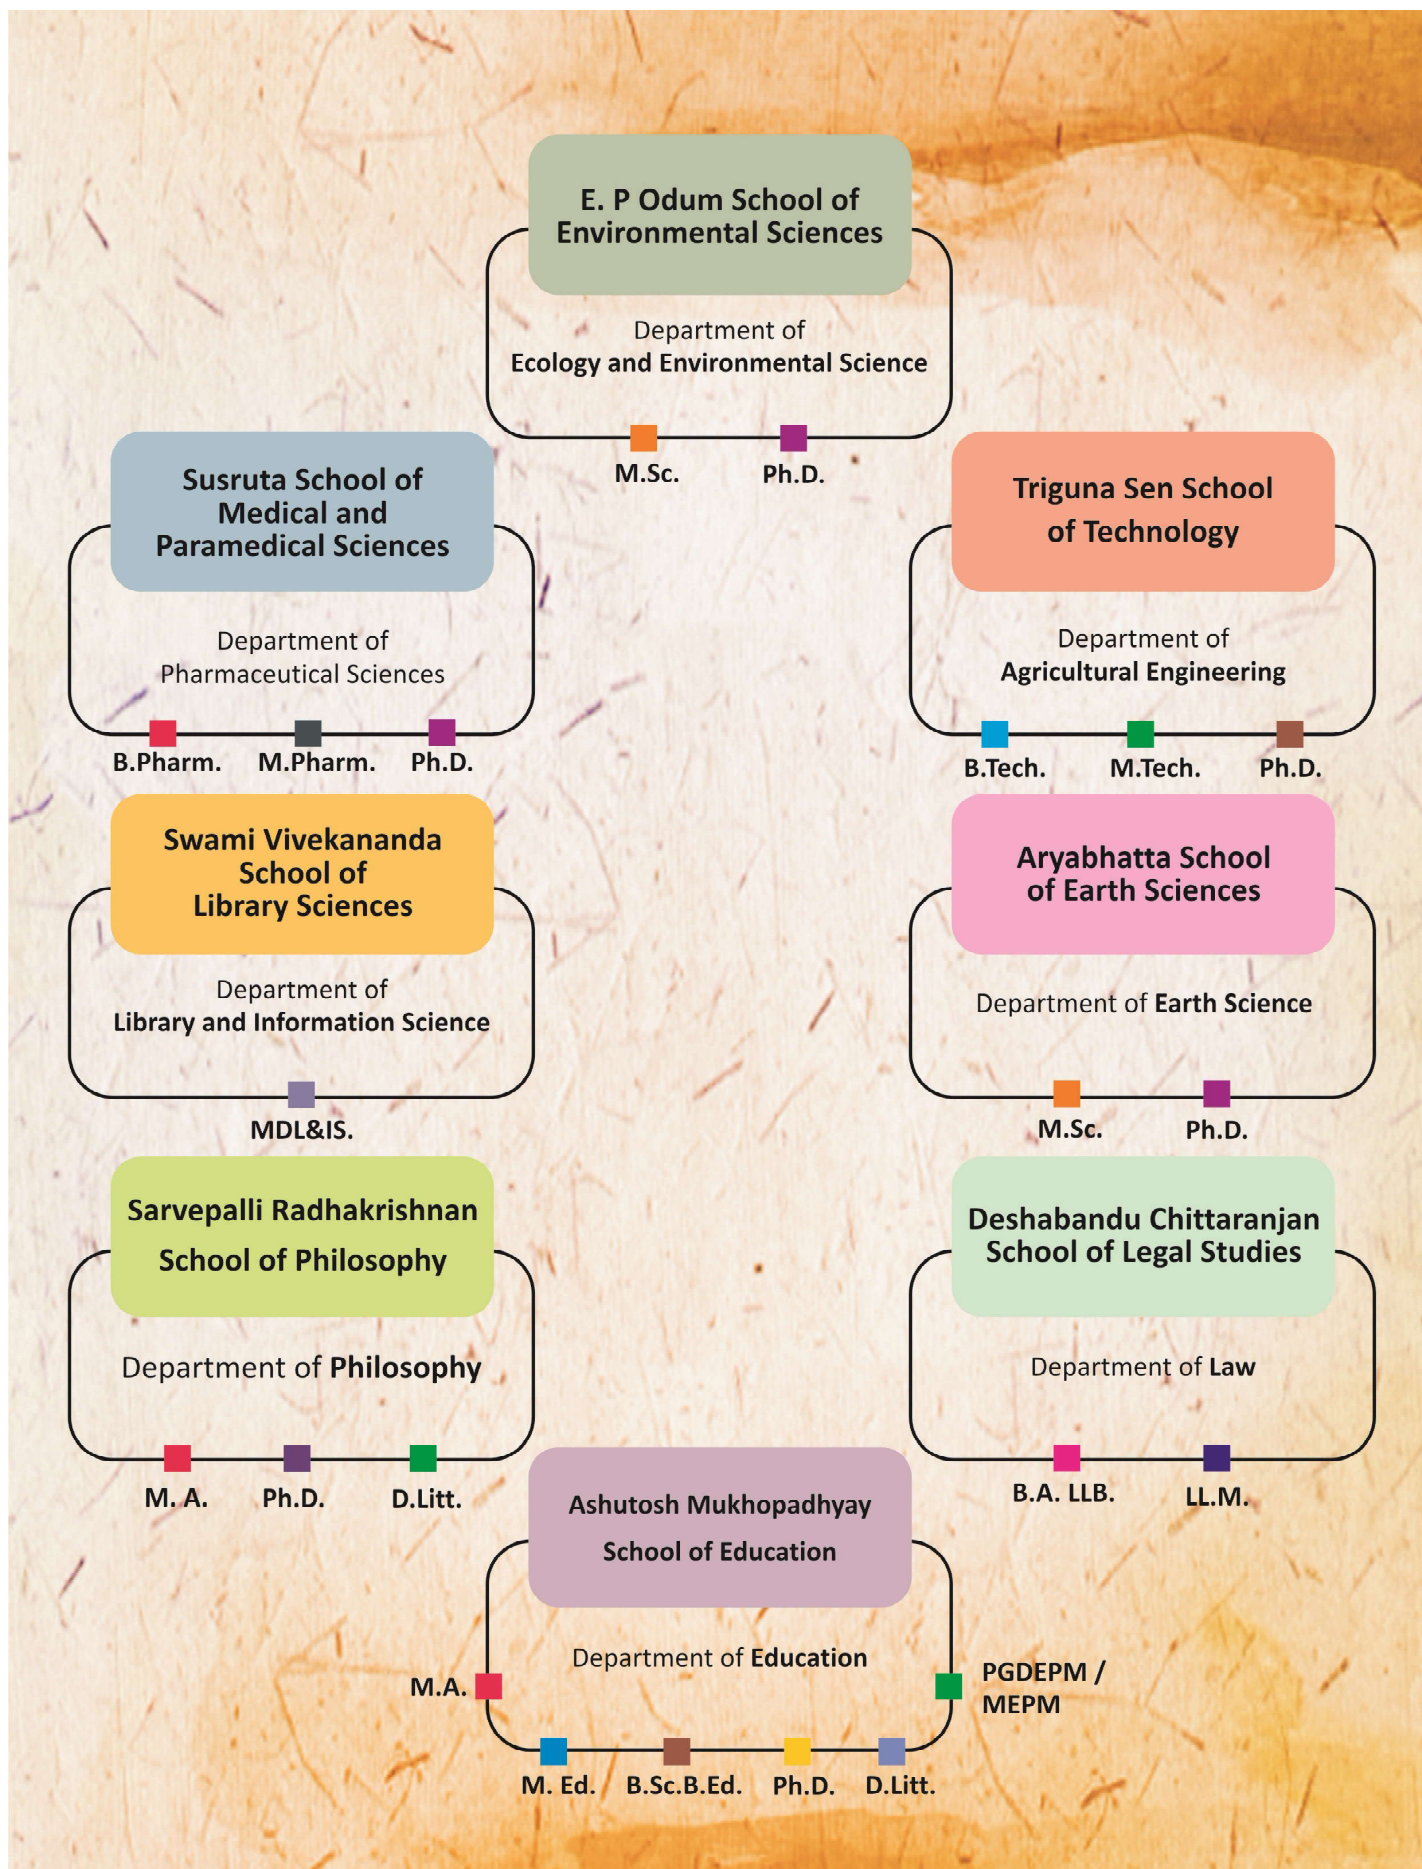 E. P Odum School of
Environmental Sciences
Department of
Ecology and Environmental Science
M.Sc.
Ph.D.
Susruta School of
Medical and
Paramedical Sciences
Department of
Pharmaceutical Sciences
B.Pharm.
M.Pharm.
Ph.D.
Triguna Sen School
of Technology
Department of
Agricultural Engineering
B.Tech.
M.Tech.
Ph.D.
Swami Vivekananda
School of
Library Sciences
Department of
Library and Information Science
MDL&IS.
Aryabhatta School
of Earth Sciences
Department of Earth Science
M.Sc.
Ph.D.
Sarvepalli Radhakrishnan
School of Philosophy
Department of Philosophy
M. A.
Ph.D.
D.Litt.
Deshabandu Chittaranjan
School of Legal Studies
Department of Law
B.A. LLB.
LL.M.
Ashutosh Mukhopadhyay
School of Education
Department of Education
M.A.
PGDEPM /
MEPM
M. Ed.
B.Sc.B.Ed.
Ph.D.
D.Litt.